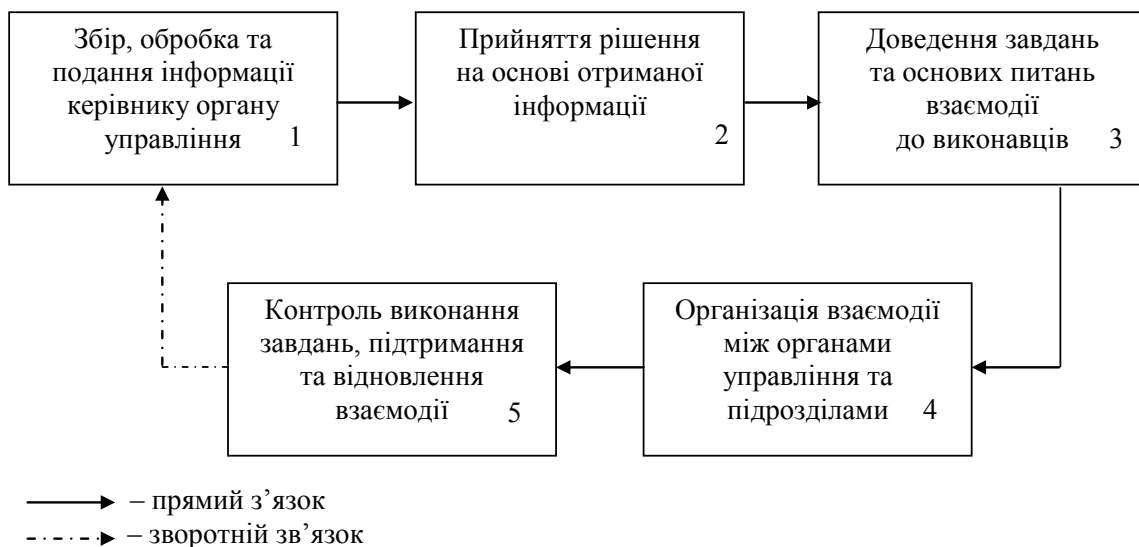 Збір, обробка та
подання інформації
керівнику органу
управління 1
Прийняття рішення
на основі отриманої
інформації
2
Доведення завдань
та основих питань
взаємодії
до виконавців 3
Контроль виконання
завдань, підтримання
та відновлення
взаємодії 5
Організація взаємодії
між органами
управління та
підрозділами 4
– прямий з’язок
– зворотній зв’язок